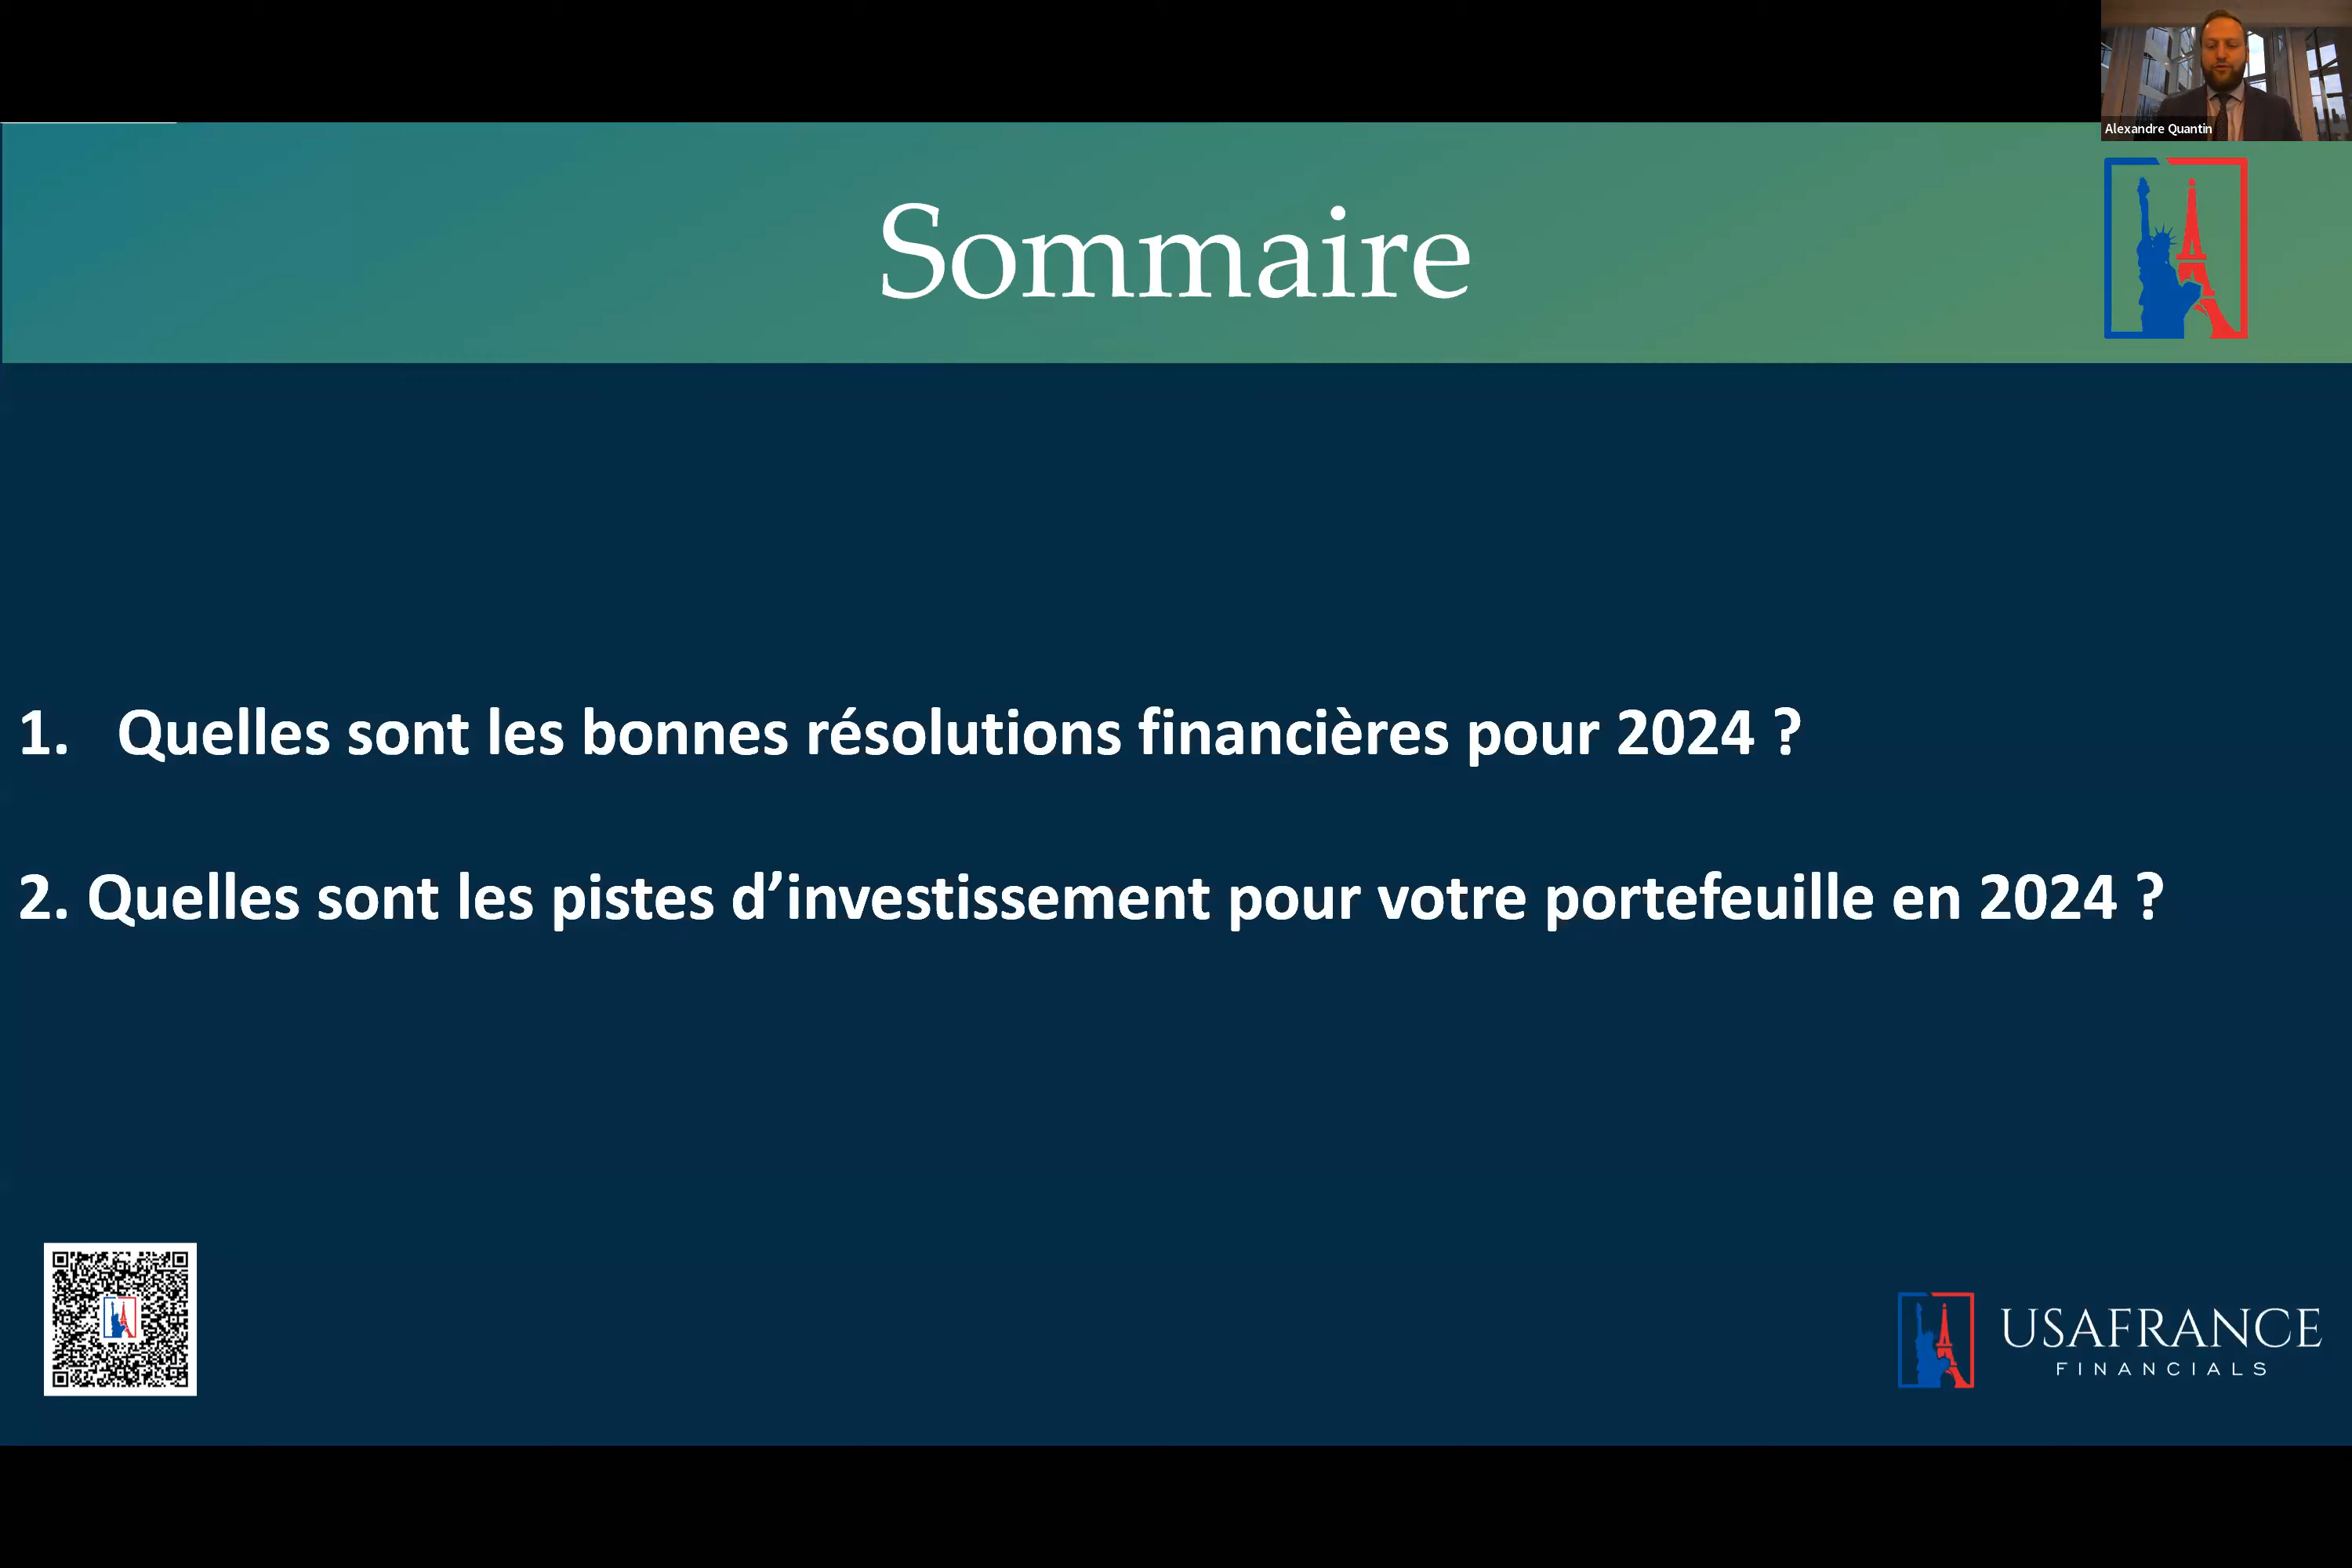 Alexandre Quantin
Sommaire
1. Quelles sont les bonnes résolutions financières pour 2024 ?
2. Quelles sont les pistes d’investissement pour votre portefeuille en 2024 ?
USAFRANCE
FINANCIALS